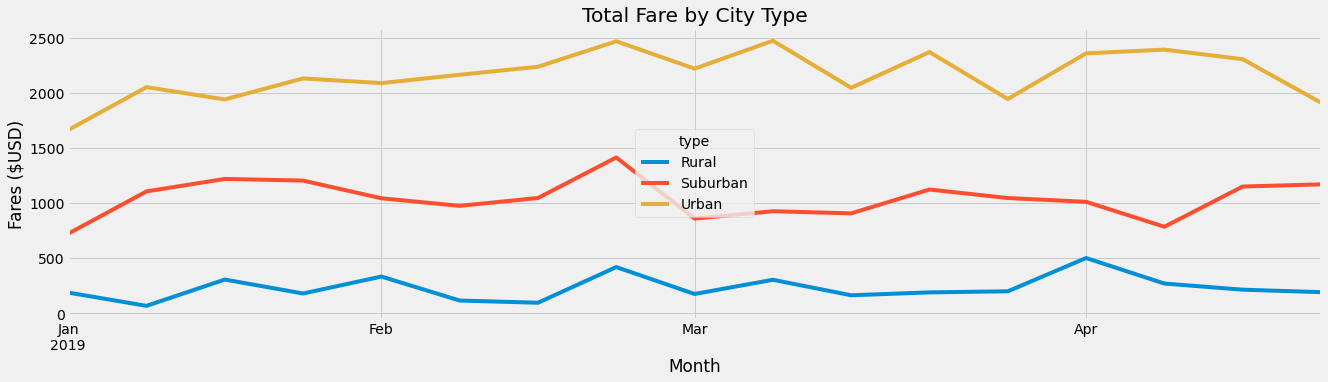 Total Fare by City Type
Fares ($USD)
2500
2000
1500
1000
500
0
type
Rural
Suburban
Urban
Jan
2019
Feb
Mar
Apr
Month